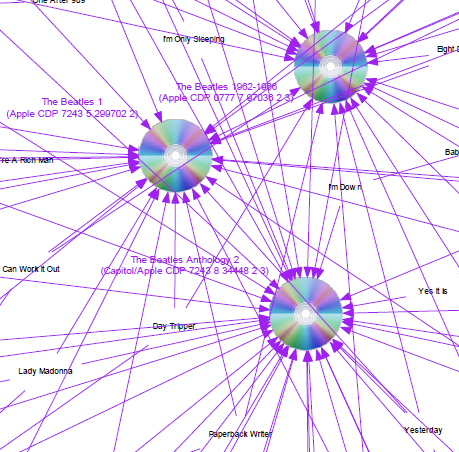 One After 909
I'm Only Sleeping
Eight
The Beatles 1962-1966
(Apple CDP 0777 7 97036 2 3)
The Beatles 1
(Apple CDP 7243 5 299702 2)
're A Rich Man
Bab
I'm Down
The Beatles Anthology 2
(Capitol/Apple CDP 7243 8 34448 2 3)
Can Work it Out
Yes It Is
Day Tripper
Lady Madonna
Paperback Writer
Yesterday